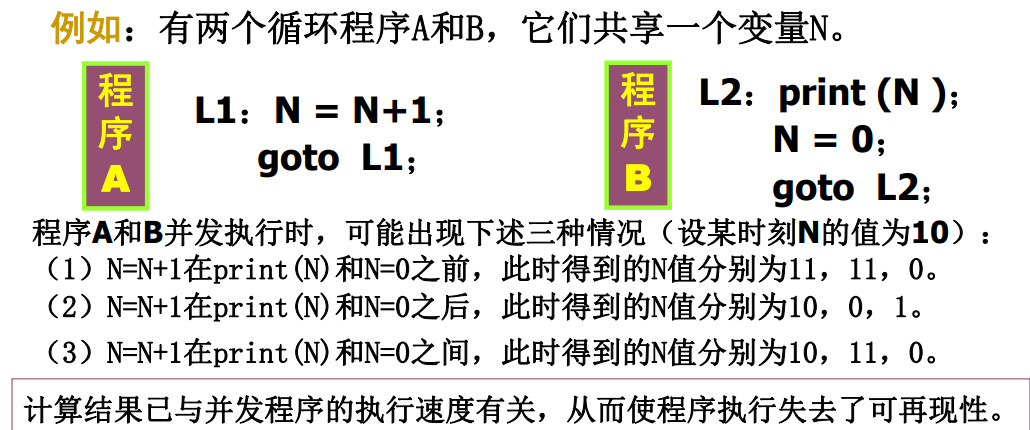 例如：有两个循环程序A和B，它们共享一个变量N。
程序A
L1：N = N+1；
goto L1；
程序B
L2：print (N )；
N = 0；
goto L2；
程序A和B并发执行时，可能出现下述三种情况（设某时刻N的值为10）：
（1）N=N+1在print(N)和N=0之前，此时得到的N值分别为11，11，0。
（2）N=N+1在print(N)和N=0之后，此时得到的N值分别为10，0，1。
（3）N=N+1在print(N)和N=0之间，此时得到的N值分别为10，11，0。
计算结果已与并发程序的执行速度有关，从而使程序执行失去了可再现性。